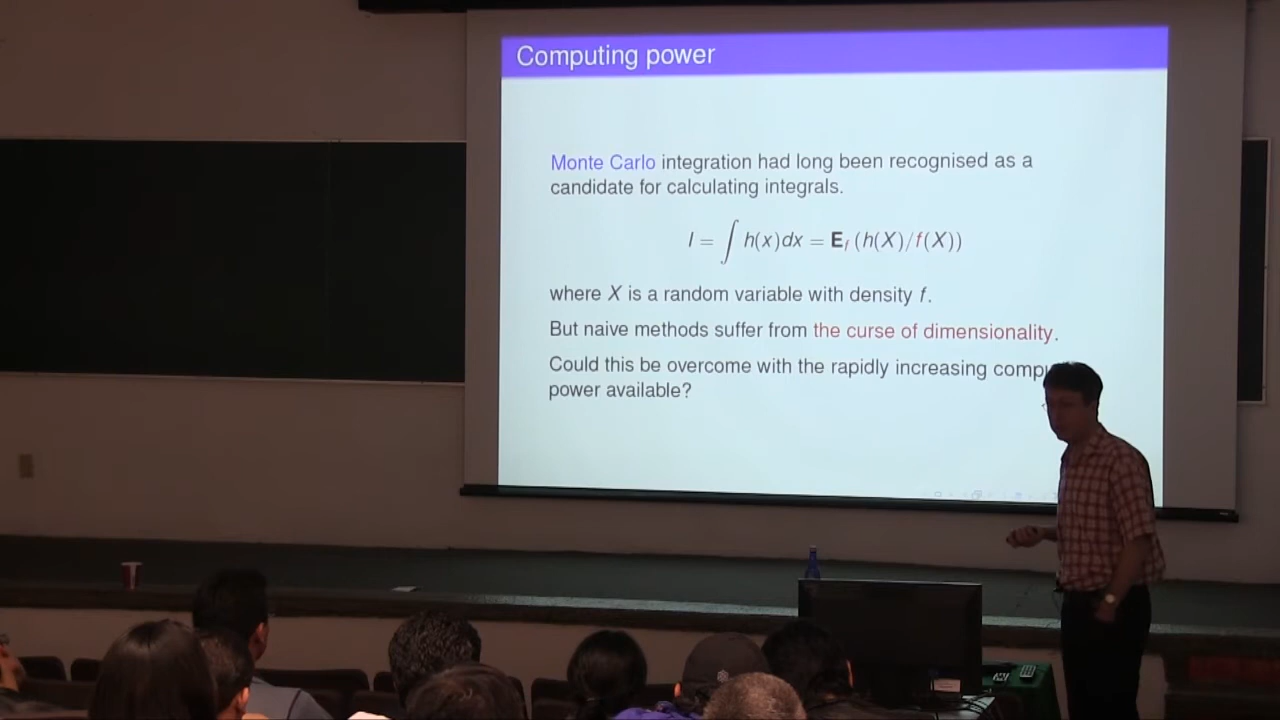 Computing power
Monte Carlo integration had long been recognised as a
candidate for calculating integrals.
I = ∫ h(x)dx = E_f (h(X)/f(X))
where X is a random variable with density f.
But naive methods suffer from the curse of dimensionality.
Could this be overcome with the rapidly increasing
power available?